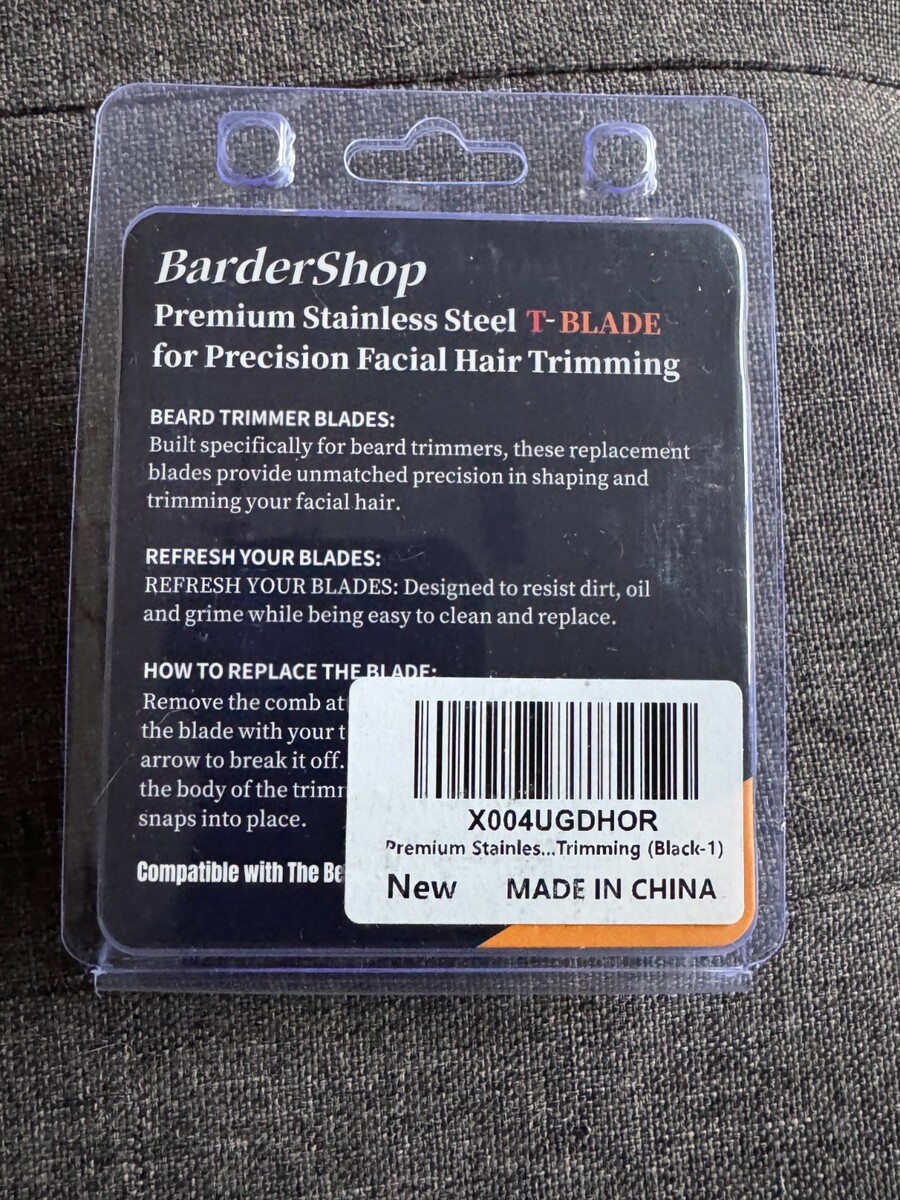 BarderShop
Premium Stainless Steel T-BLADE
for Precision Facial Hair Trimming
BEARD TRIMMER BLADES:
Built specifically for beard trimmers, these replacement
blades provide unmatched precision in shaping and
trimming your facial hair.
REFRESH YOUR BLADES:
REFRESH YOUR BLADES: Designed to resist dirt, oil
and grime while being easy to clean and replace.
HOW TO REPLACE THE BLADE:
Remove the comb at
the blade with your t
arrow to break it off.
the body of the trimm
snaps into place.
Compatible with The Be
X004UGDHOR
Premium Stainles...Trimming (Black-1)
New MADE IN CHINA